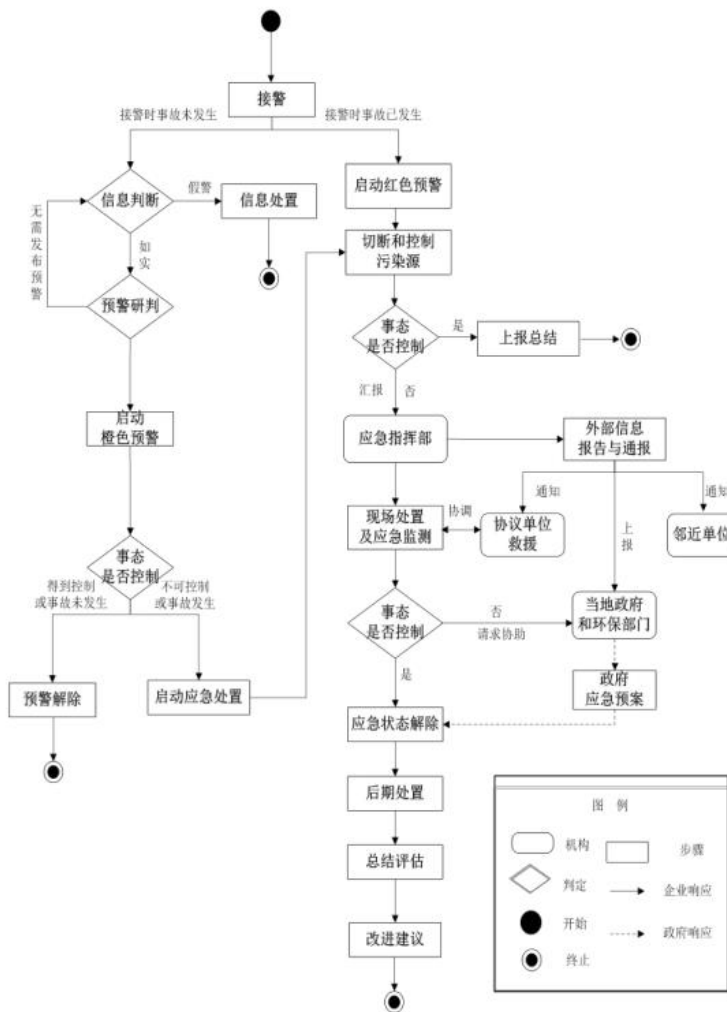 接警
接警时事故未发生
接警时事故已发生
信息判断
假警
信息处置
启动红色预警
无需发布预警
如实
切断和控制
污染源
预警研判
事态
是否控制
是
上报总结
汇报
否
启动
橙色预警
应急指挥部
外部信息
报告与通报
通知
通知
现场处置
及应急监测
协调
协议单位
救援
上报
邻近单位
事态
是否控制
得到控制
或事故未发生
不可控制
或事故发生
事态
是否控制
否
请求协助
当地政府
和环保部门
是
预警解除
启动应急处置
政府
应急预案
应急状态解除
后期处置
总结评估
改进建议
图 例
机构
步骤
判定
企业响应
开始
政府响应
终止